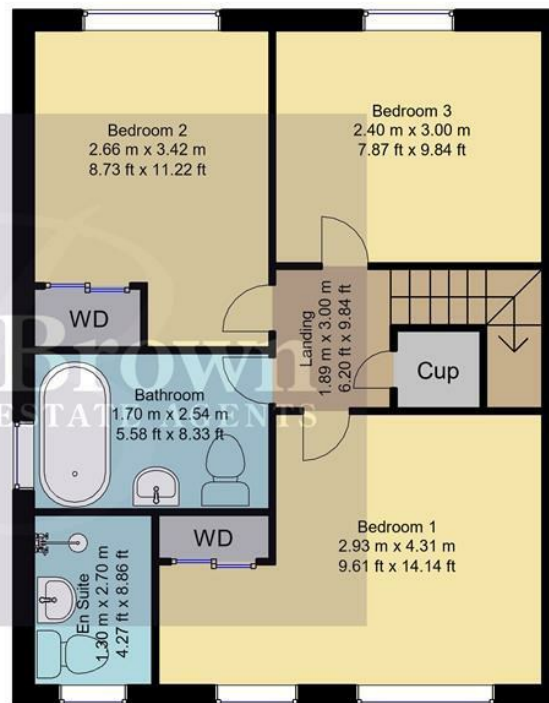 Bedroom 2
2.66 m x 3.42 m
8.73 ft x 11.22 ft
Bedroom 3
2.40 m x 3.00 m
7.87 ft x 9.84 ft
WD
Landing
1.89 m x 3.00 m
6.20 ft x 9.84 ft
Cup
Brown
ESTATE AGENTS
Bathroom
1.70 m x 2.54 m
5.58 ft x 8.33 ft
WD
Bedroom 1
2.93 m x 4.31 m
9.61 ft x 14.14 ft
En Suite
1.30 m x 2.70 m
4.27 ft x 8.86 ft